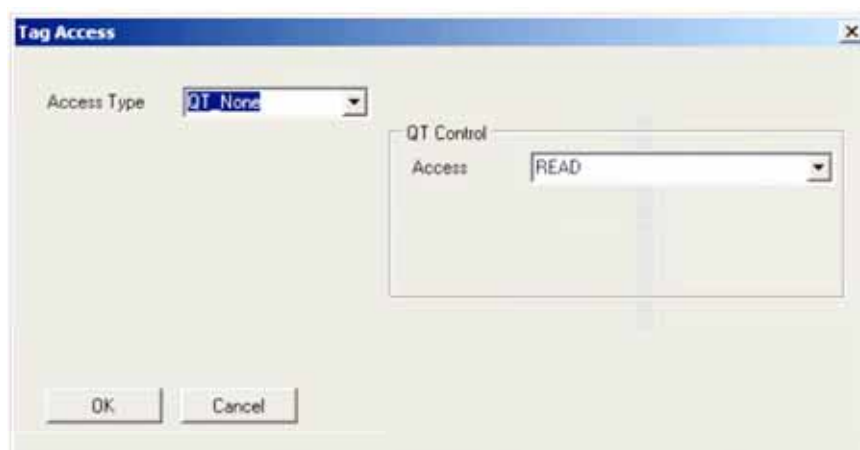 Tag Access
Access Type QT_None
QT Control
Access READ
OK Cancel